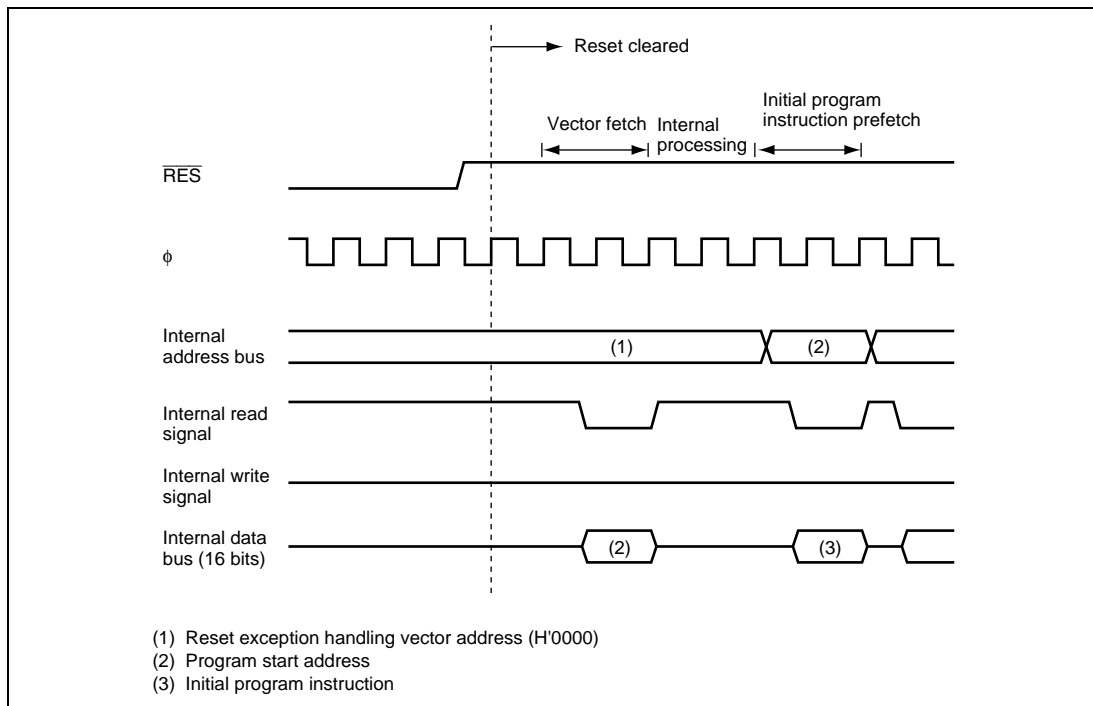 Reset cleared
Initial program
instruction prefetch
Vector fetch
Internal
processing
RES
φ
Internal
address bus
(1)
(2)
Internal read
signal
Internal write
signal
Internal data
bus (16 bits)
(2)
(3)
(1) Reset exception handling vector address (H'0000)
(2) Program start address
(3) Initial program instruction